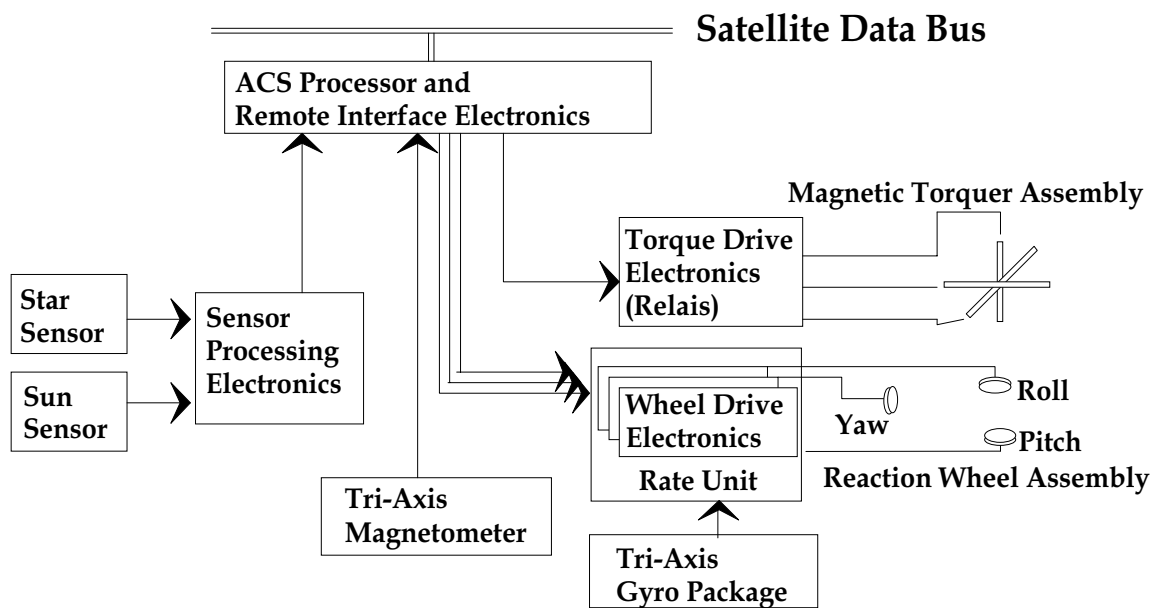 Satellite Data Bus
ACS Processor and
Remote Interface Electronics
Magnetic Torquer Assembly
Torque Drive
Electronics
(Relais)
Star
Sensor
Sensor
Processing
Electronics
Sun
Sensor
Wheel Drive
Electronics
Rate Unit
Yaw
Roll
Pitch
Reaction Wheel Assembly
Tri-Axis
Magnetometer
Tri-Axis
Gyro Package